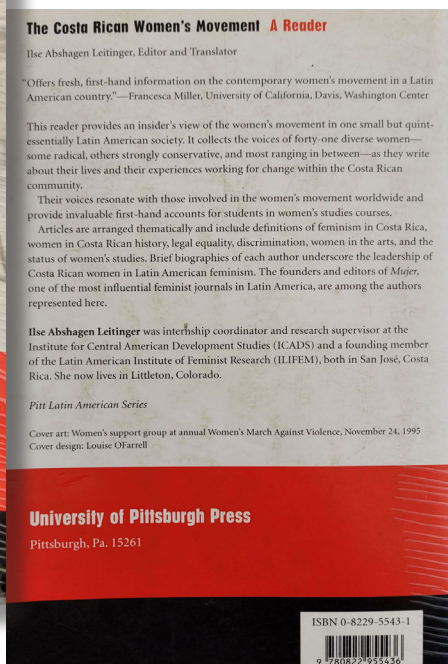 The Costa Rican Women's Movement A Reader
Ilse Abshagen Leitinger, Editor and Translator
"Offers fresh, first-hand information on the contemporary women's movement in a Latin
American country."—Francesca Miller, University of California, Davis, Washington Center
This reader provides an insider's view of the women's movement in one small but quint-
essentially Latin American society. It collects the voices of forty-one diverse women—
some radical, others strongly conservative, and most ranging in between—as they write
about their lives and their experiences working for change within the Costa Rican
community.
Their voices resonate with those involved in the women's movement worldwide and
provide invaluable first-hand accounts for students in women's studies courses.
Articles are arranged thematically and include definitions of feminism in Costa Rica,
women in Costa Rican history, legal equality, discrimination, women in the arts, and the
status of women's studies. Brief biographies of each author underscore the leadership of
Costa Rican women in Latin American feminism. The founders and editors of Mujer,
one of the most influential feminist journals in Latin America, are among the authors
represented here.
Ilse Abshagen Leitinger was internship coordinator and research supervisor at the
Institute for Central American Development Studies (ICADS) and a founding member
of the Latin American Institute of Feminist Research (ILIFEM), both in San José, Costa
Rica. She now lives in Littleton, Colorado.
Pitt Latin American Series
Cover art: Women's support group at annual Women's March Against Violence, November 24, 1995
Cover design: Louise OFarrell
University of Pittsburgh Press
Pittsburgh, Pa. 15261
ISBN 0-8229-5543-1
9 780822 955436